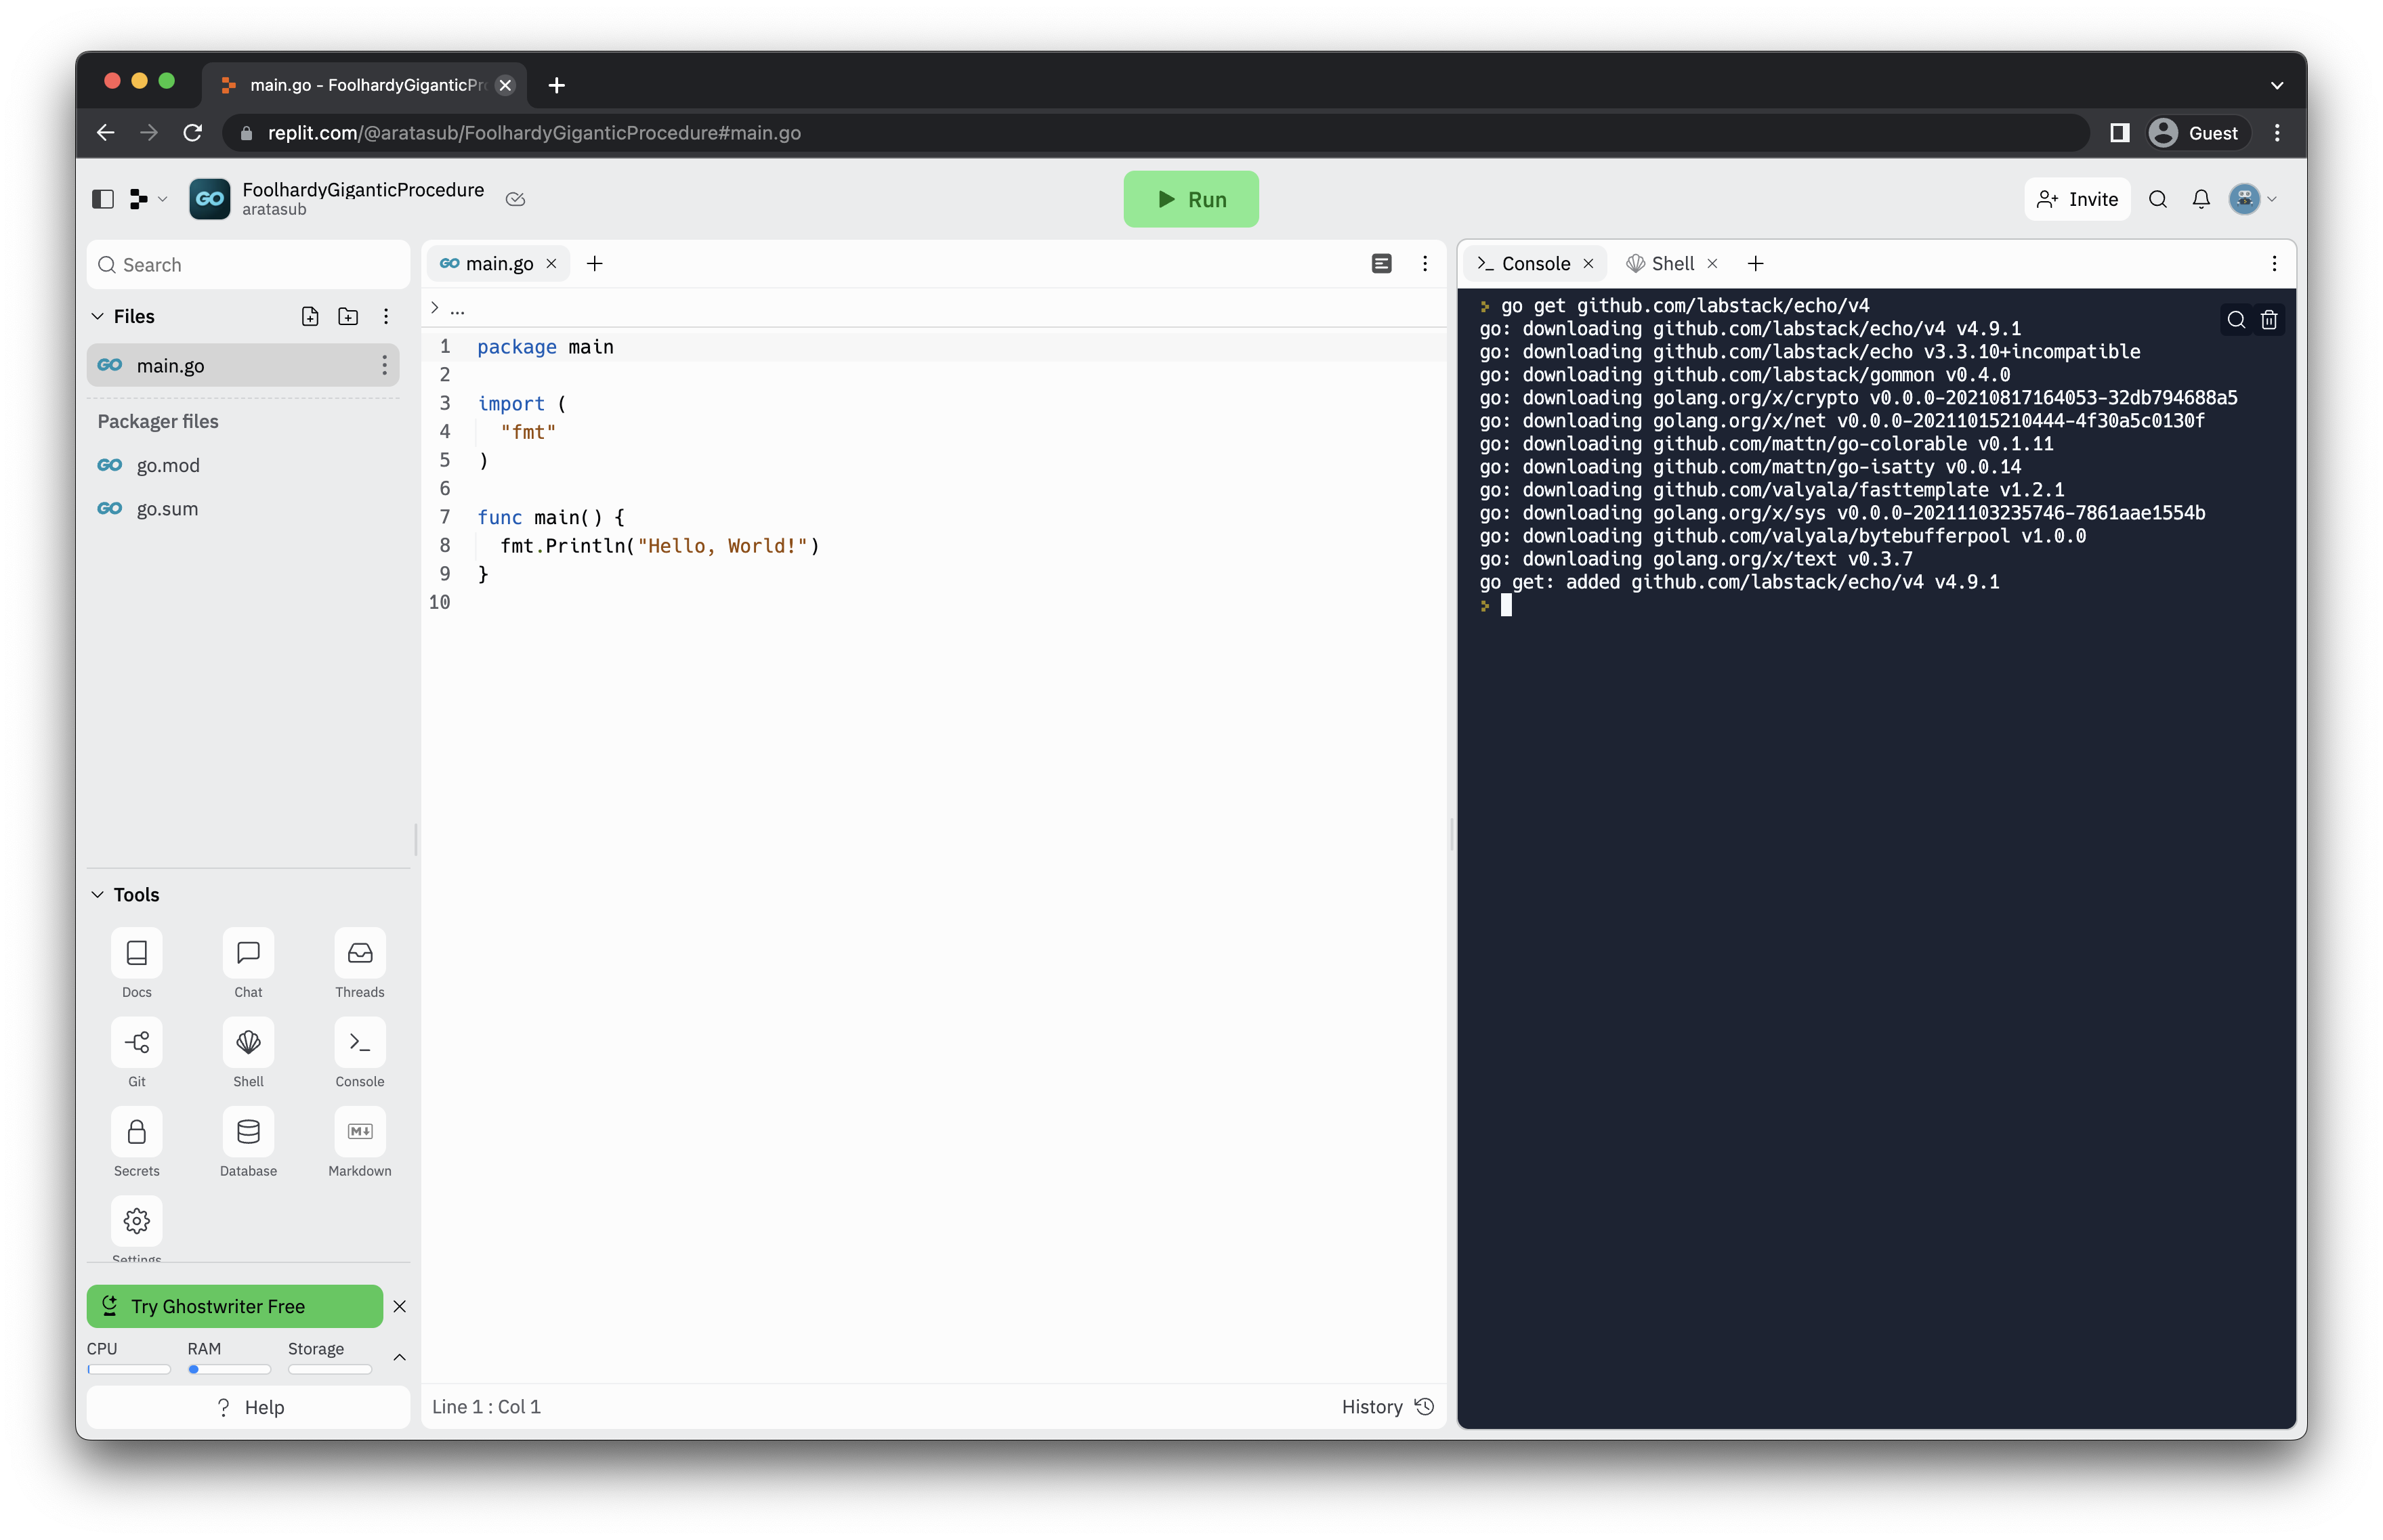 main.go - FoolhardyGiganticPr
replit.com/@aratasub/FoolhardyGiganticProcedure#main.go
Guest
GO
FoolhardyGiganticProcedure
aratasub
Run
Invite
Search
Files
GO main.go
Packager files
GO go.mod
GO go.sum
Tools
Docs
Chat
Threads
Git
Shell
Console
Secrets
Database
M↓
Markdown
Settings
Try Ghostwriter Free
CPU
RAM
Storage
? Help
GO main.go
> ...
1 package main
2
3 import (
4 "fmt"
5 )
6
7 func main() {
8 fmt.Println("Hello, World!")
9 }
10
Line 1 : Col 1
History
>_ Console
Shell
go get github.com/labstack/echo/v4
go: downloading github.com/labstack/echo/v4 v4.9.1
go: downloading github.com/labstack/echo v3.3.10+incompatible
go: downloading github.com/labstack/gommon v0.4.0
go: downloading golang.org/x/crypto v0.0.0-20210817164053-32db794688a5
go: downloading golang.org/x/net v0.0.0-20211015210444-4f30a5c0130f
go: downloading github.com/mattn/go-colorable v0.1.11
go: downloading github.com/mattn/go-isatty v0.0.14
go: downloading github.com/valyala/fasttemplate v1.2.1
go: downloading golang.org/x/sys v0.0.0-20211103235746-7861aae1554b
go: downloading github.com/valyala/bytebufferpool v1.0.0
go: downloading golang.org/x/text v0.3.7
go get: added github.com/labstack/echo/v4 v4.9.1